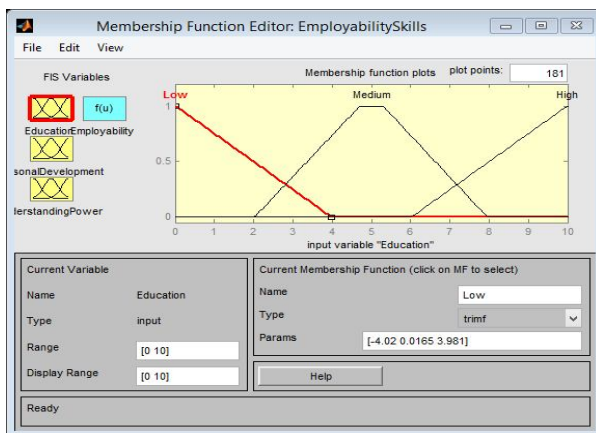 Membership Function Editor: EmployabilitySkills
File Edit View
FIS Variables
f(u)
Education Employability
sonalDevelopment
lerstandingPower
Membership function plots plot points: 181
Low Medium High
0.5
0
0 1 2 3 4 5 6 7 8 9 10
input variable "Education"
Current Variable
Name Education
Type input
Range [0 10]
Display Range [0 10]
Current Membership Function (click on MF to select)
Name Low
Type trimf
Params [-4.02 0.0165 3.981]
Help
Ready